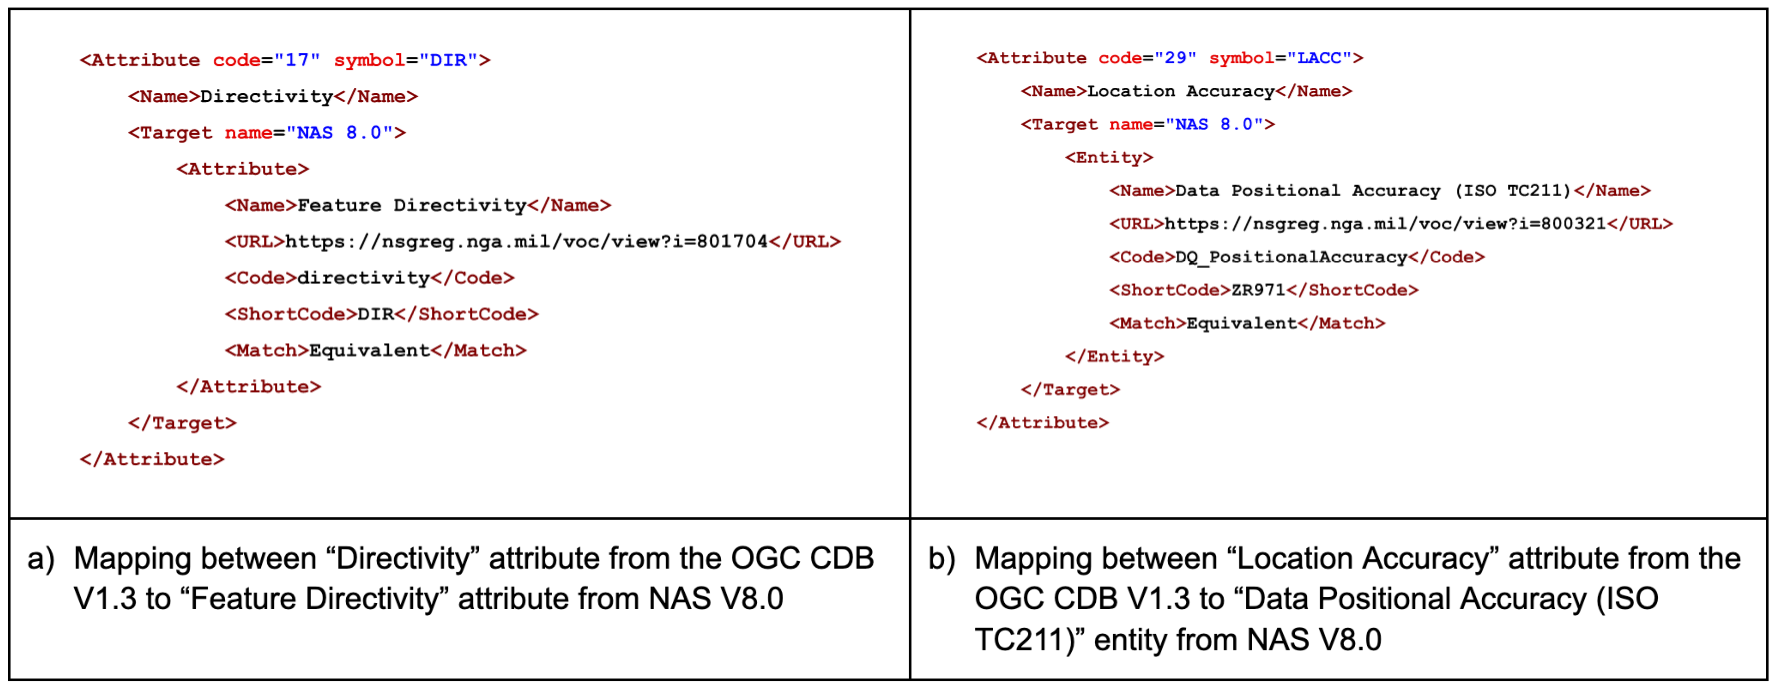 <Attribute code="17" symbol="DIR">
<Name>Directivity</Name>
<Target name="NAS 8.0">
<Attribute>
<Name>Feature Directivity</Name>
<URL>https://nsgreg.nga.mil/voc/view?i=801704</URL>
<Code>directivity</Code>
<ShortCode>DIR</ShortCode>
<Match>Equivalent</Match>
</Attribute>
</Target>
</Attribute>
<Attribute code="29" symbol="LACC">
<Name>Location Accuracy</Name>
<Target name="NAS 8.0">
<Entity>
<Name>Data Positional Accuracy (ISO TC211)</Name>
<URL>https://nsgreg.nga.mil/voc/view?i=800321</URL>
<Code>DQ_PositionalAccuracy</Code>
<ShortCode>ZR971</ShortCode>
<Match>Equivalent</Match>
</Entity>
</Target>
</Attribute>
a) Mapping between “Directivity” attribute from the OGC CDB
V1.3 to “Feature Directivity” attribute from NAS V8.0
b) Mapping between “Location Accuracy” attribute from the
OGC CDB V1.3 to “Data Positional Accuracy (ISO
TC211)” entity from NAS V8.0